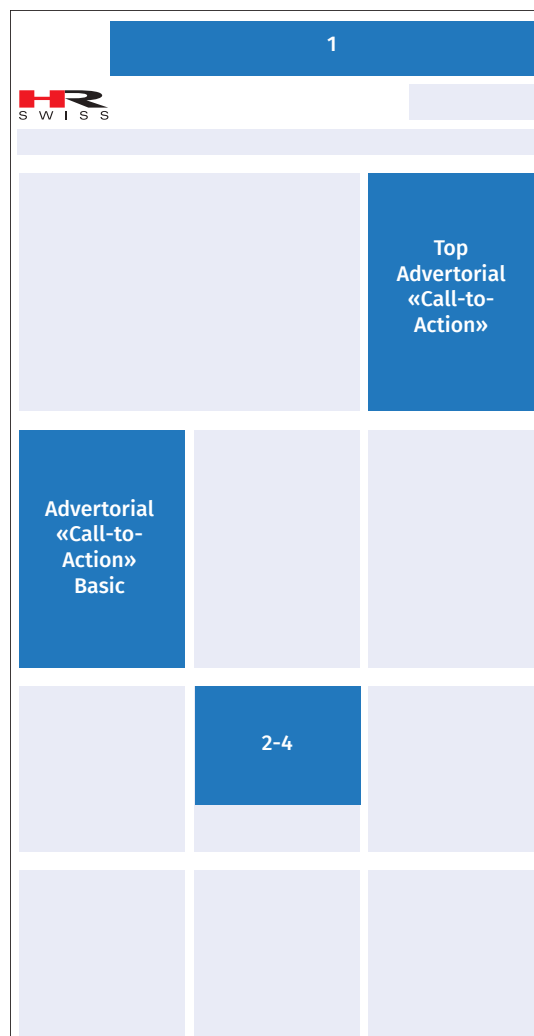 1
HR
SWISS
Top
Advertorial
«Call-to-
Action»
Advertorial
«Call-to-
Action»
Basic
2-4